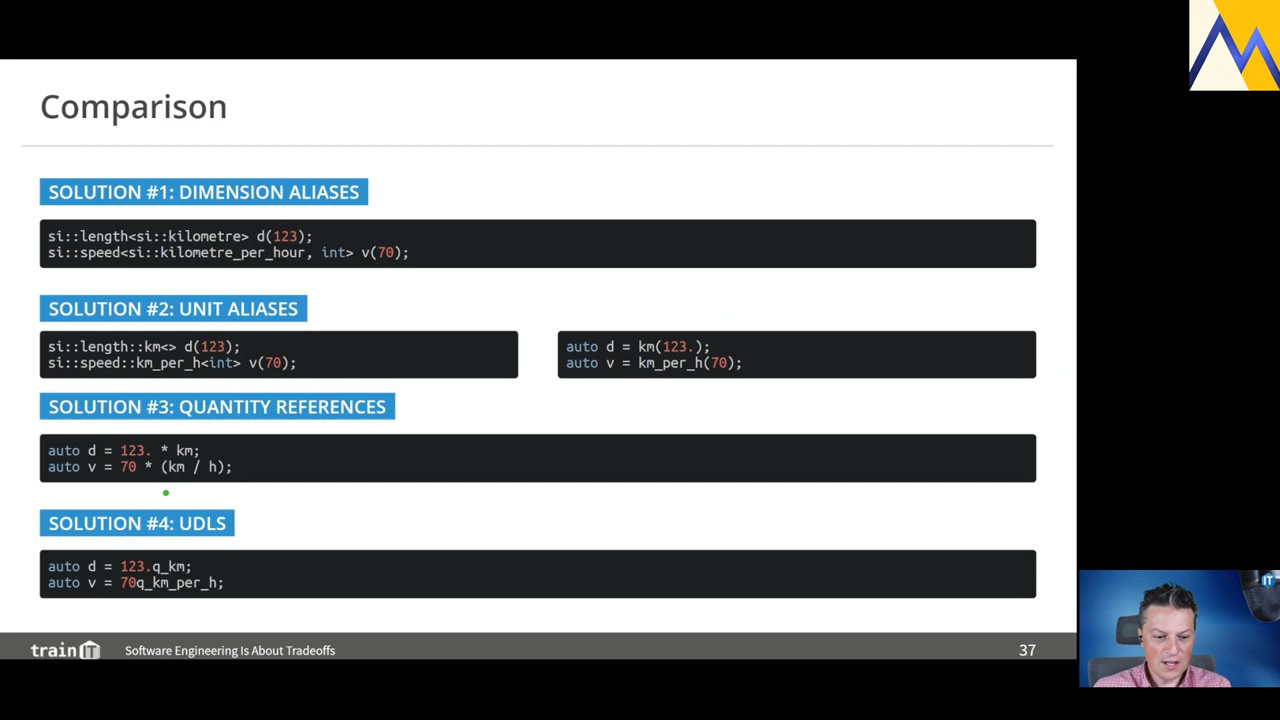 Comparison
SOLUTION #1: DIMENSION ALIASES
si::length<si::kilometre> d(123);
si::speed<si::kilometre_per_hour, int> v(70);
SOLUTION #2: UNIT ALIASES
si::length::km<> d(123);
si::speed::km_per_h<int> v(70);
auto d = km(123.);
auto v = km_per_h(70);
SOLUTION #3: QUANTITY REFERENCES
auto d = 123. * km;
auto v = 70 * (km / h);
SOLUTION #4: UDLS
auto d = 123.q_km;
auto v = 70q_km_per_h;
train IT
Software Engineering Is About Tradeoffs
37
IT